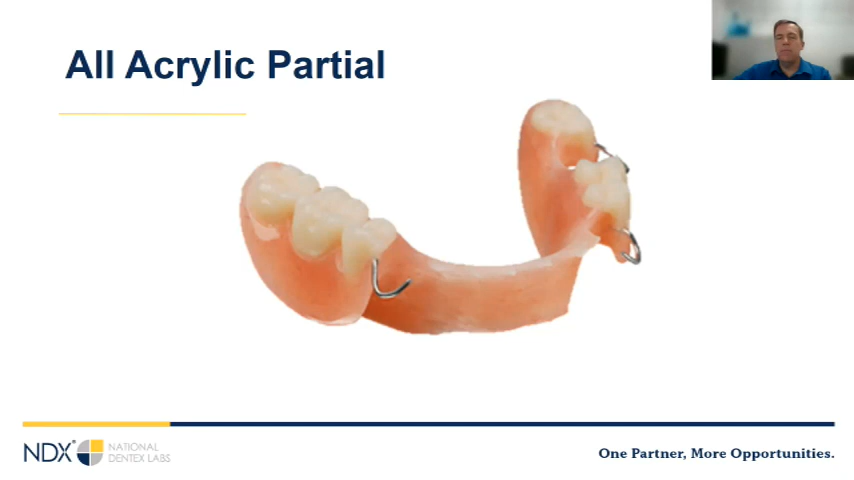 All Acrylic Partial
NDX® NATIONAL
DENTEX LABS
One Partner, More Opportunities.